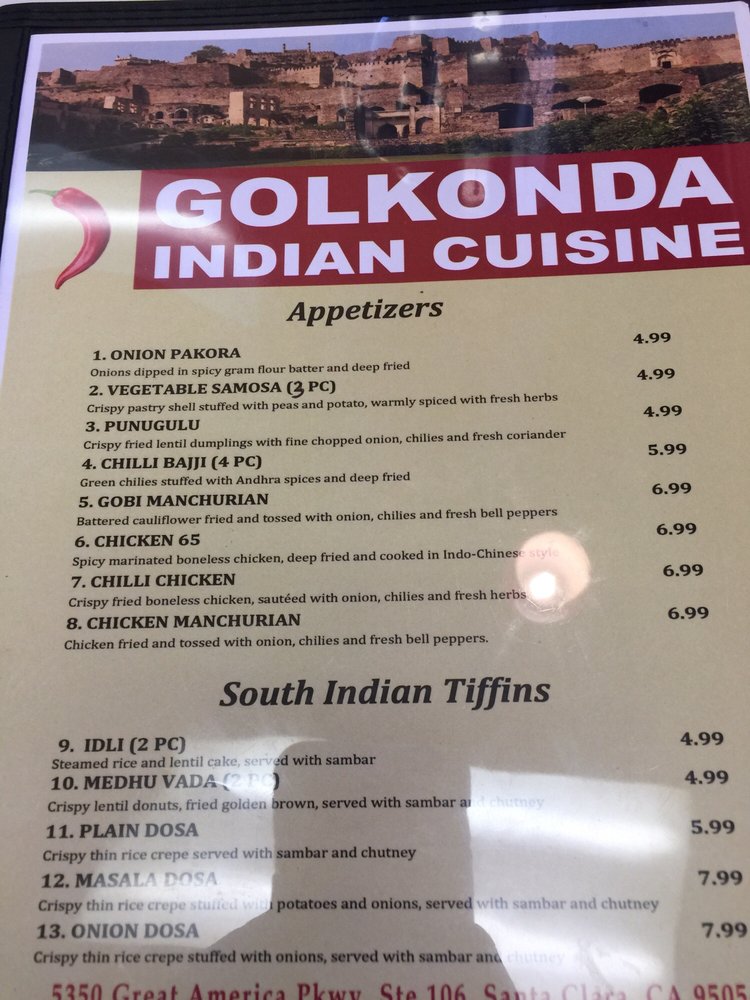 GOLKONDA
INDIAN CUISINE
Appetizers
1. ONION PAKORA 4.99
Onions dipped in spicy gram flour batter and deep fried
2. VEGETABLE SAMOSA (3 PC) 4.99
Crispy pastry shell stuffed with peas and potato, warmly spiced with fresh herbs
3. PUNUGULU 4.99
Crispy fried lentil dumplings with fine chopped onion, chilies and fresh coriander
4. CHILLI BAJJI (4 PC) 5.99
Green chilies stuffed with Andhra spices and deep fried
5. GOBI MANCHURIAN 6.99
Battered cauliflower fried and tossed with onion, chilies and fresh bell peppers
6. CHICKEN 65 6.99
Spicy marinated boneless chicken, deep fried and cooked in Indo-Chinese style
7. CHILLI CHICKEN 6.99
Crispy fried boneless chicken, sautéed with onion, chilies and fresh herbs
8. CHICKEN MANCHURIAN 6.99
Chicken fried and tossed with onion, chilies and fresh bell peppers.
South Indian Tiffins
9. IDLI (2 PC) 4.99
Steamed rice and lentil cake, served with sambar
10. MEDHU VADA (2 PC) 4.99
Crispy lentil donuts, fried golden brown, served with sambar and chutney
11. PLAIN DOSA 5.99
Crispy thin rice crepe served with sambar and chutney
12. MASALA DOSA 7.99
Crispy thin rice crepe stuffed with potatoes and onions, served with sambar and chutney
13. ONION DOSA 7.99
Crispy thin rice crepe stuffed with onions, served with sambar and chutney
5350 Great America Pkwy, Ste 106, Santa Clara, CA 9505